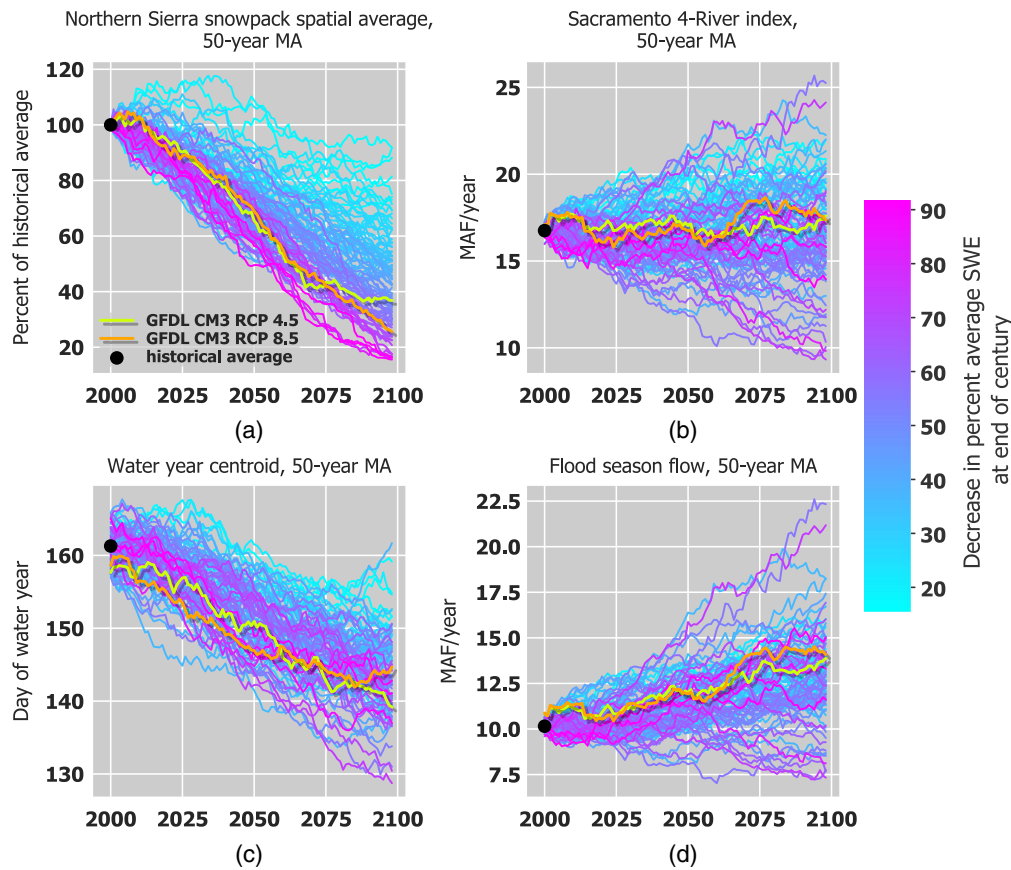 Northern Sierra snowpack spatial average,
50-year MA
Sacramento 4-River index,
50-year MA
Percent of historical average
120
100
80
60
40
20
GFDL CM3 RCP 4.5
GFDL CM3 RCP 8.5
historical average
2000 2025 2050 2075 2100
(a)
MAF/year
25
20
15
10
2000 2025 2050 2075 2100
(b)
Water year centroid, 50-year MA
Day of water year
160
150
140
130
2000 2025 2050 2075 2100
(c)
Flood season flow, 50-year MA
MAF/year
22.5
20.0
17.5
15.0
12.5
10.0
7.5
2000 2025 2050 2075 2100
(d)
90
80
70
60
50
40
30
20
Decrease in percent average SWE
at end of century